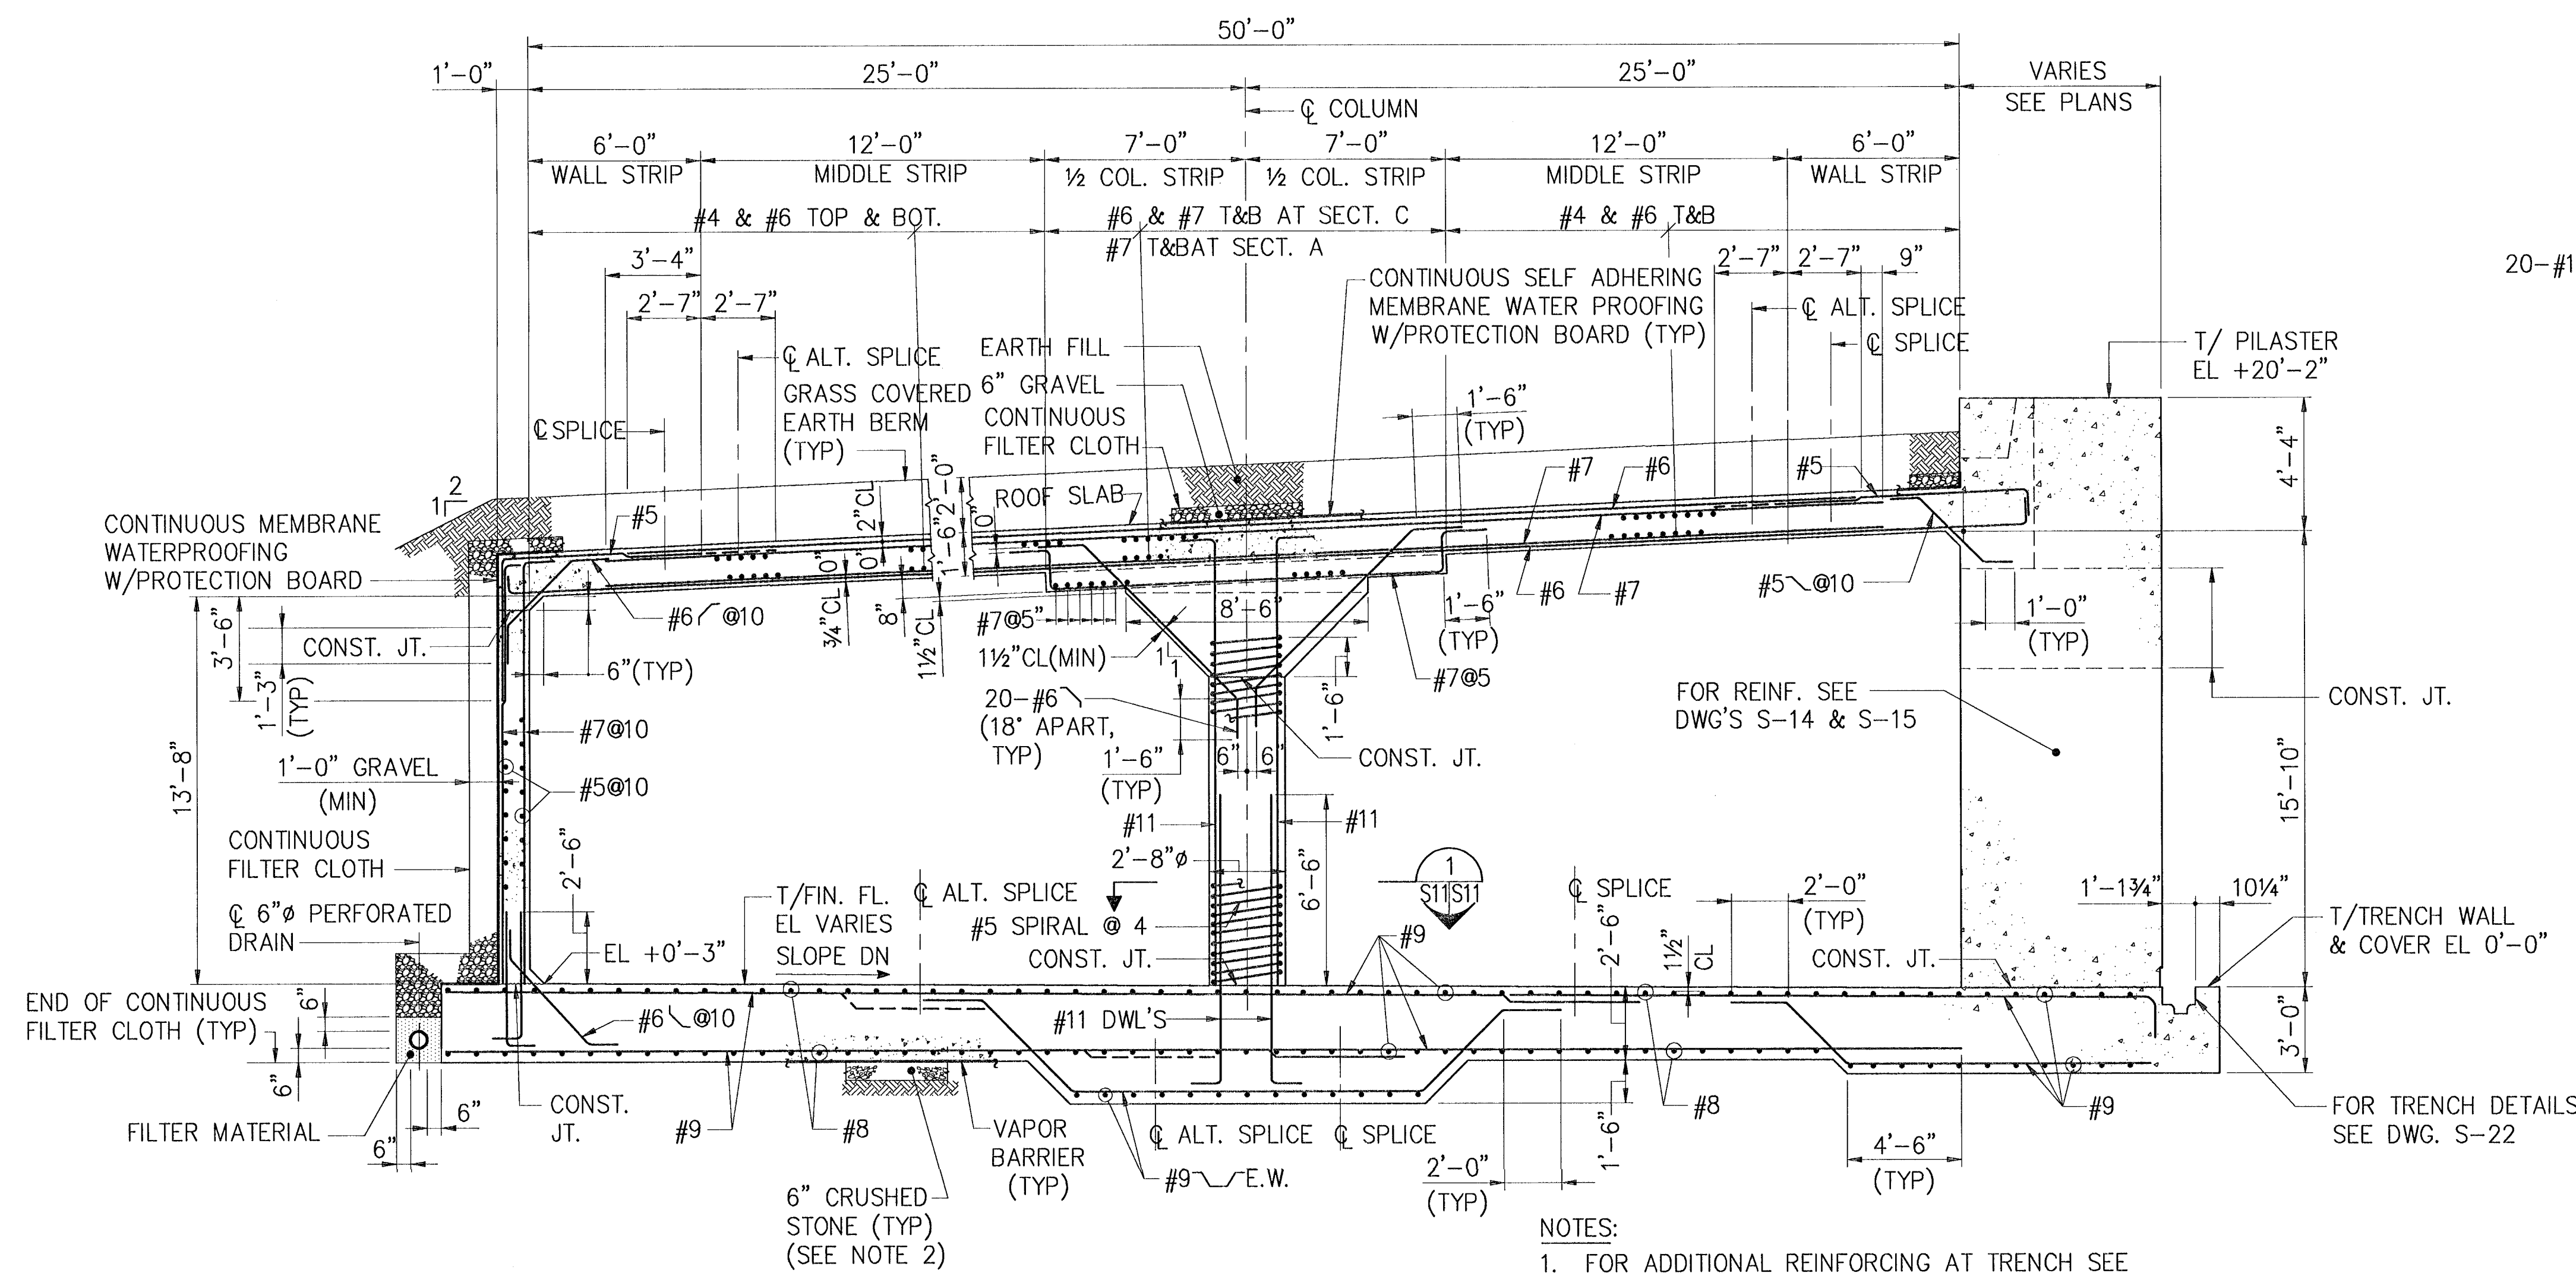 50'-0"
1'-0"
25'-0"
25'-0"
VARIES
SEE PLANS
℄ COLUMN
6'-0"
WALL STRIP
12'-0"
MIDDLE STRIP
7'-0"
½ COL. STRIP
7'-0"
½ COL. STRIP
12'-0"
MIDDLE STRIP
6'-0"
WALL STRIP
#4 & #6 TOP & BOT.
#6 & #7 T&B AT SECT. C
#7 T&BAT SECT. A
#4 & #6 T&B
3'-4"
2'-7"
2'-7"
2'-7"
2'-7"
9"
20-#1
CONTINUOUS SELF ADHERING
MEMBRANE WATER PROOFING
W/PROTECTION BOARD (TYP)
℄ ALT. SPLICE
℄ SPLICE
T/ PILASTER
EL +20'-2"
℄ ALT. SPLICE
GRASS COVERED
EARTH BERM
(TYP)
EARTH FILL
6" GRAVEL
CONTINUOUS
FILTER CLOTH
℄ SPLICE
1'-6"
(TYP)
4'-4"
2
1
#5
2"CL
2'-0"
1'-6"
ROOF SLAB
#7
#6
#5
CONTINUOUS MEMBRANE
WATERPROOFING
W/PROTECTION BOARD
3'-6"
CONST. JT.
1'-3"
(TYP)
#6 @10
6"(TYP)
¾"CL
8"
1½"CL
#7@5"
8'-6"
1'-6"
(TYP)
#6
#7
#5 @10
1'-0"
(TYP)
1½"CL(MIN)
1
1
#7@5
20-#6
(18° APART,
TYP)
1'-6"
(TYP)
6"
6"
1'-6"
CONST. JT.
FOR REINF. SEE
DWG'S S-14 & S-15
CONST. JT.
#7@10
1'-0" GRAVEL
(MIN)
#5@10
13'-8"
15'-10"
CONTINUOUS
FILTER CLOTH
2'-6"
#11
#11
2'-8"ø
6'-6"
1
S11
S11
℄ 6"ø PERFORATED
DRAIN
T/FIN. FL.
EL VARIES
SLOPE DN
℄ ALT. SPLICE
#5 SPIRAL @ 4
CONST. JT.
℄ SPLICE
2'-0"
(TYP)
1'-1¾"
10¼"
EL +0'-3"
#9
2'-6"
1½"
CL
CONST. JT.
T/TRENCH WALL
& COVER EL 0'-0"
END OF CONTINUOUS
FILTER CLOTH (TYP)
6"
6"
#6 @10
#11 DWL'S
3'-0"
FILTER MATERIAL
6"
6"
CONST.
JT.
#9
#8
VAPOR
BARRIER
(TYP)
℄ ALT. SPLICE
℄ SPLICE
1'-6"
#8
#9
FOR TRENCH DETAILS
SEE DWG. S-22
6" CRUSHED
STONE (TYP)
(SEE NOTE 2)
#9 E.W.
2'-0"
(TYP)
4'-6"
(TYP)
NOTES:
1. FOR ADDITIONAL REINFORCING AT TRENCH SEE